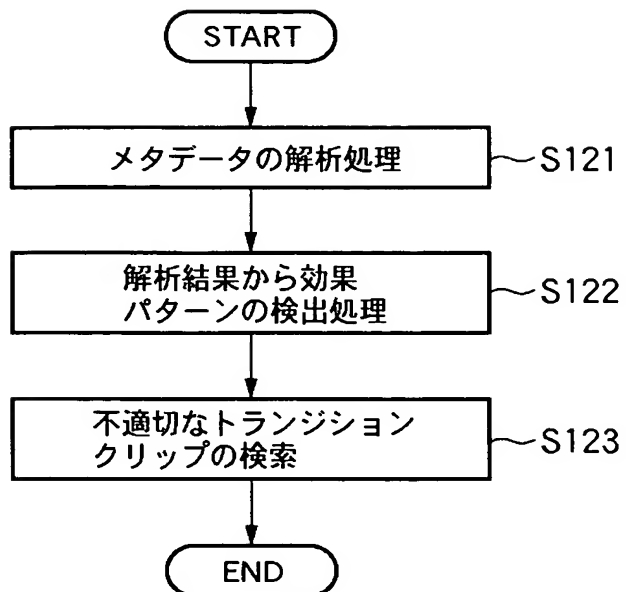 START
メタデータの解析処理
S121
解析結果から効果
パターンの検出処理
S122
不適切なトランジション
クリップの検索
S123
END